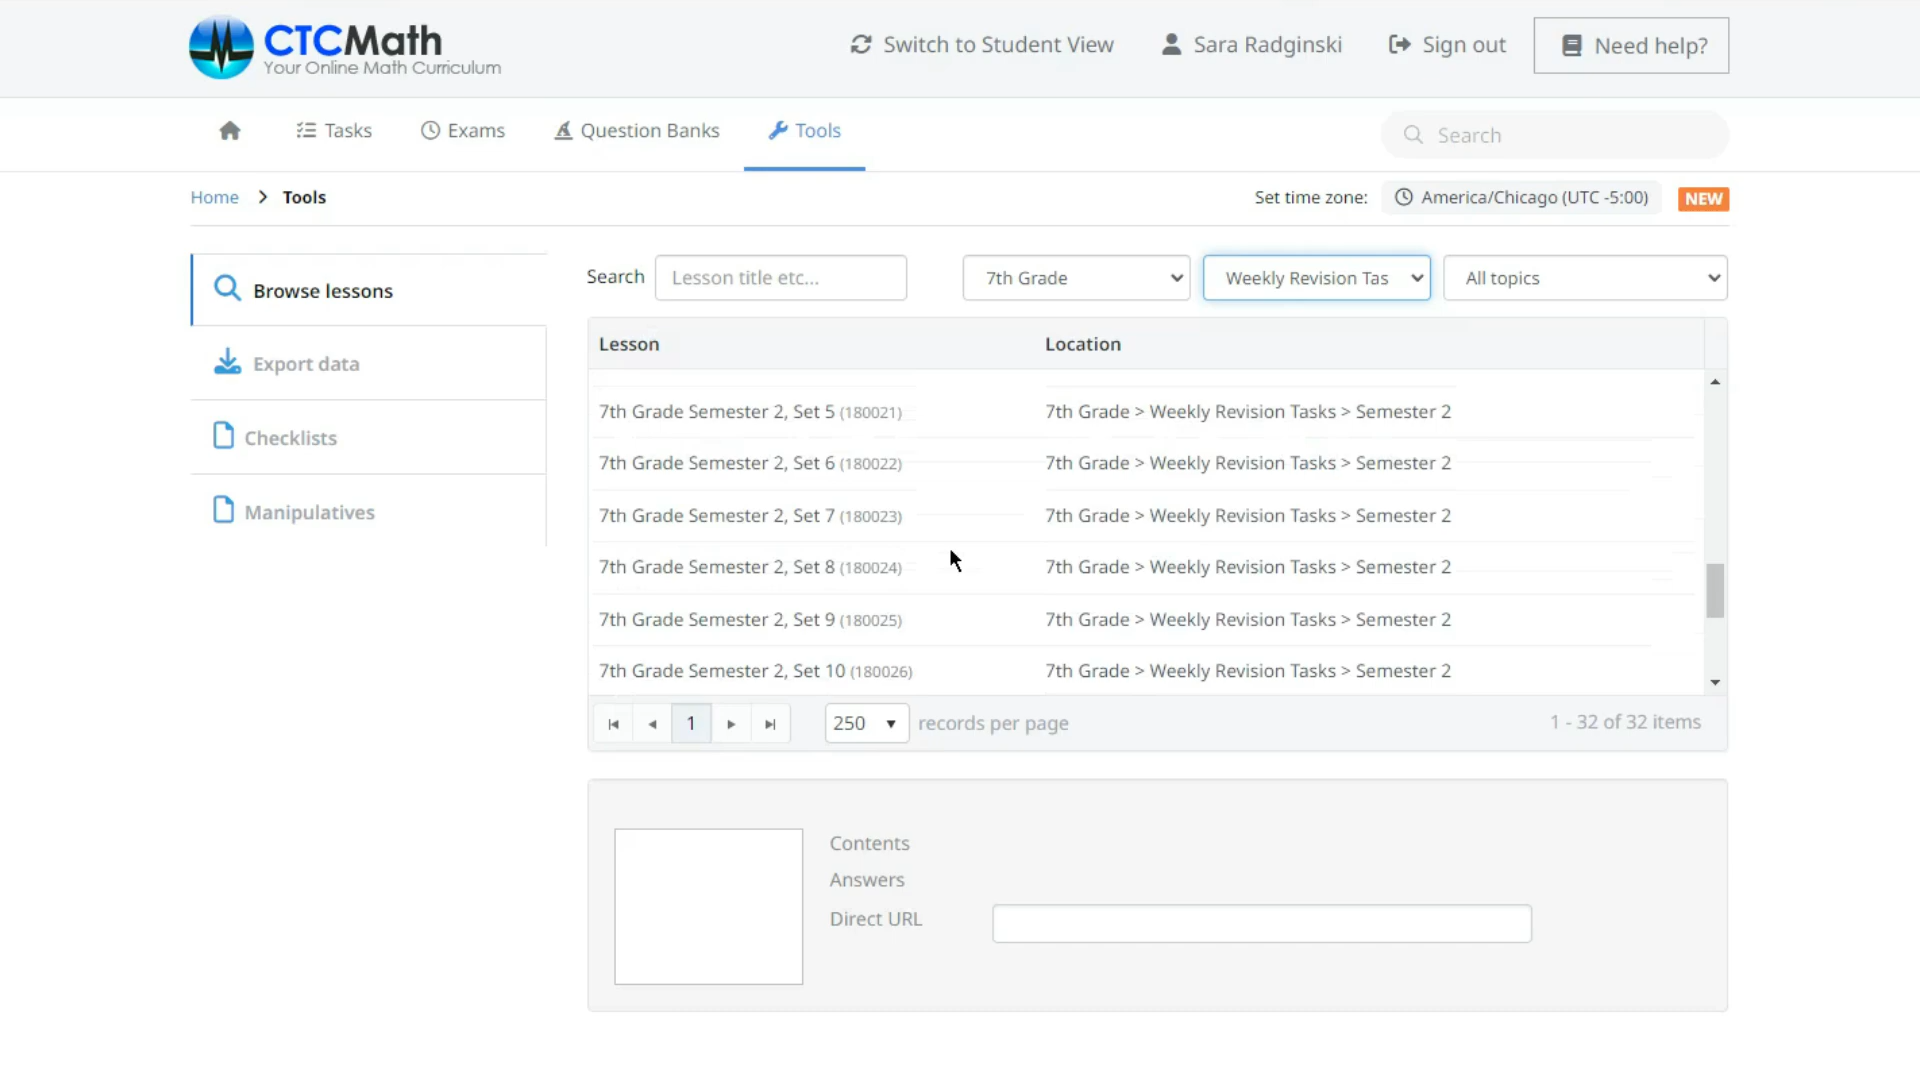 CTCMath
Your Online Math Curriculum
Switch to Student View
Sara Radginski
Sign out
Need help?
Tasks
Exams
Question Banks
Tools
Search
Home > Tools
Set time zone:
America/Chicago (UTC -5:00)
NEW
Browse lessons
Export data
Checklists
Manipulatives
Search
Lesson title etc...
7th Grade
Weekly Revision Tas
All topics
Lesson Location
7th Grade Semester 2, Set 5 (180021) 7th Grade > Weekly Revision Tasks > Semester 2
7th Grade Semester 2, Set 6 (180022) 7th Grade > Weekly Revision Tasks > Semester 2
7th Grade Semester 2, Set 7 (180023) 7th Grade > Weekly Revision Tasks > Semester 2
7th Grade Semester 2, Set 8 (180024) 7th Grade > Weekly Revision Tasks > Semester 2
7th Grade Semester 2, Set 9 (180025) 7th Grade > Weekly Revision Tasks > Semester 2
7th Grade Semester 2, Set 10 (180026) 7th Grade > Weekly Revision Tasks > Semester 2
1
250
records per page
1 - 32 of 32 items
Contents
Answers
Direct URL